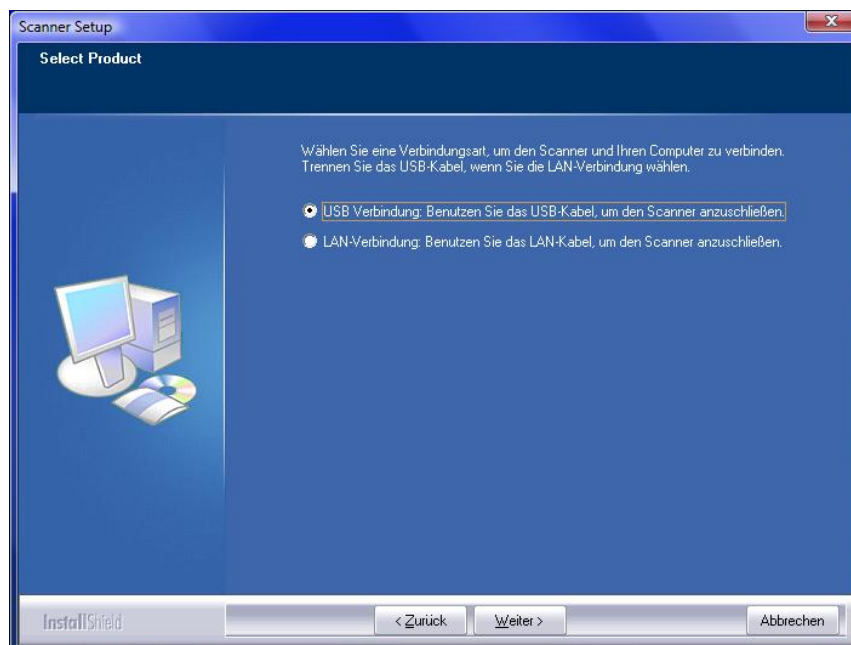 Scanner Setup
Select Product
Wählen Sie eine Verbindungsart, um den Scanner und Ihren Computer zu verbinden.
Trennen Sie das USB-Kabel, wenn Sie die LAN-Verbindung wählen.
USB Verbindung: Benutzen Sie das USB-Kabel, um den Scanner anzuschließen.
LAN-Verbindung: Benutzen Sie das LAN-Kabel, um den Scanner anzuschließen.
InstallShield
< Zurück
Weiter >
Abbrechen